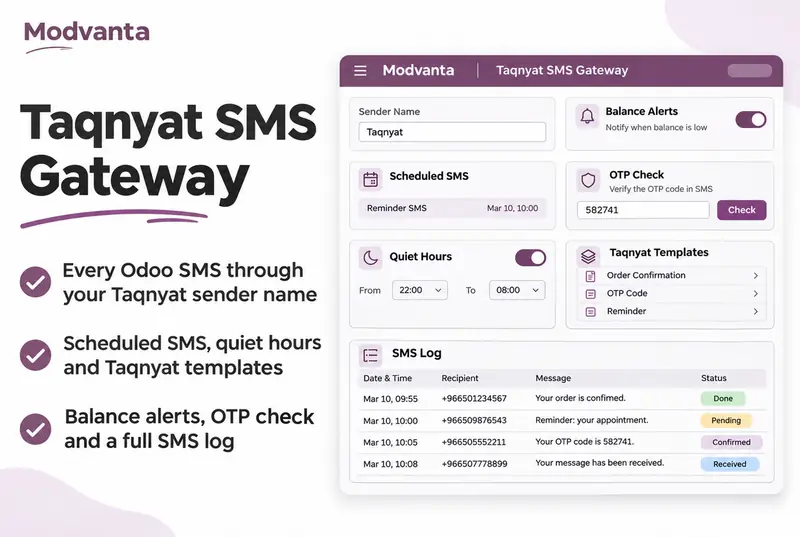 Modvanta
Taqnyat SMS
Gateway
Every Odoo SMS through
your Taqnyat sender name
Scheduled SMS, quiet hours
and Taqnyat templates
Balance alerts, OTP check
and a full SMS log
Modvanta | Taqnyat SMS Gateway
Sender Name
Taqnyat
Balance Alerts
Notify when balance is low
Scheduled SMS
Reminder SMS Mar 10, 10:00
OTP Check
Verify the OTP code in SMS
582741 Check
Quiet Hours
From 22:00 To 08:00
Taqnyat Templates
Order Confirmation
OTP Code
Reminder
SMS Log
Date & Time Recipient Message Status
Mar 10, 09:55 +966501234567 Your order is confimed. Done
Mar 10, 10:00 +966509876543 Reminder: your appointment. Pending
Mar 10, 10:05 +966505552211 Your OTP code is 582741. Confirmed
Mar 10, 10:08 +966507778899 Your message has been received. Received